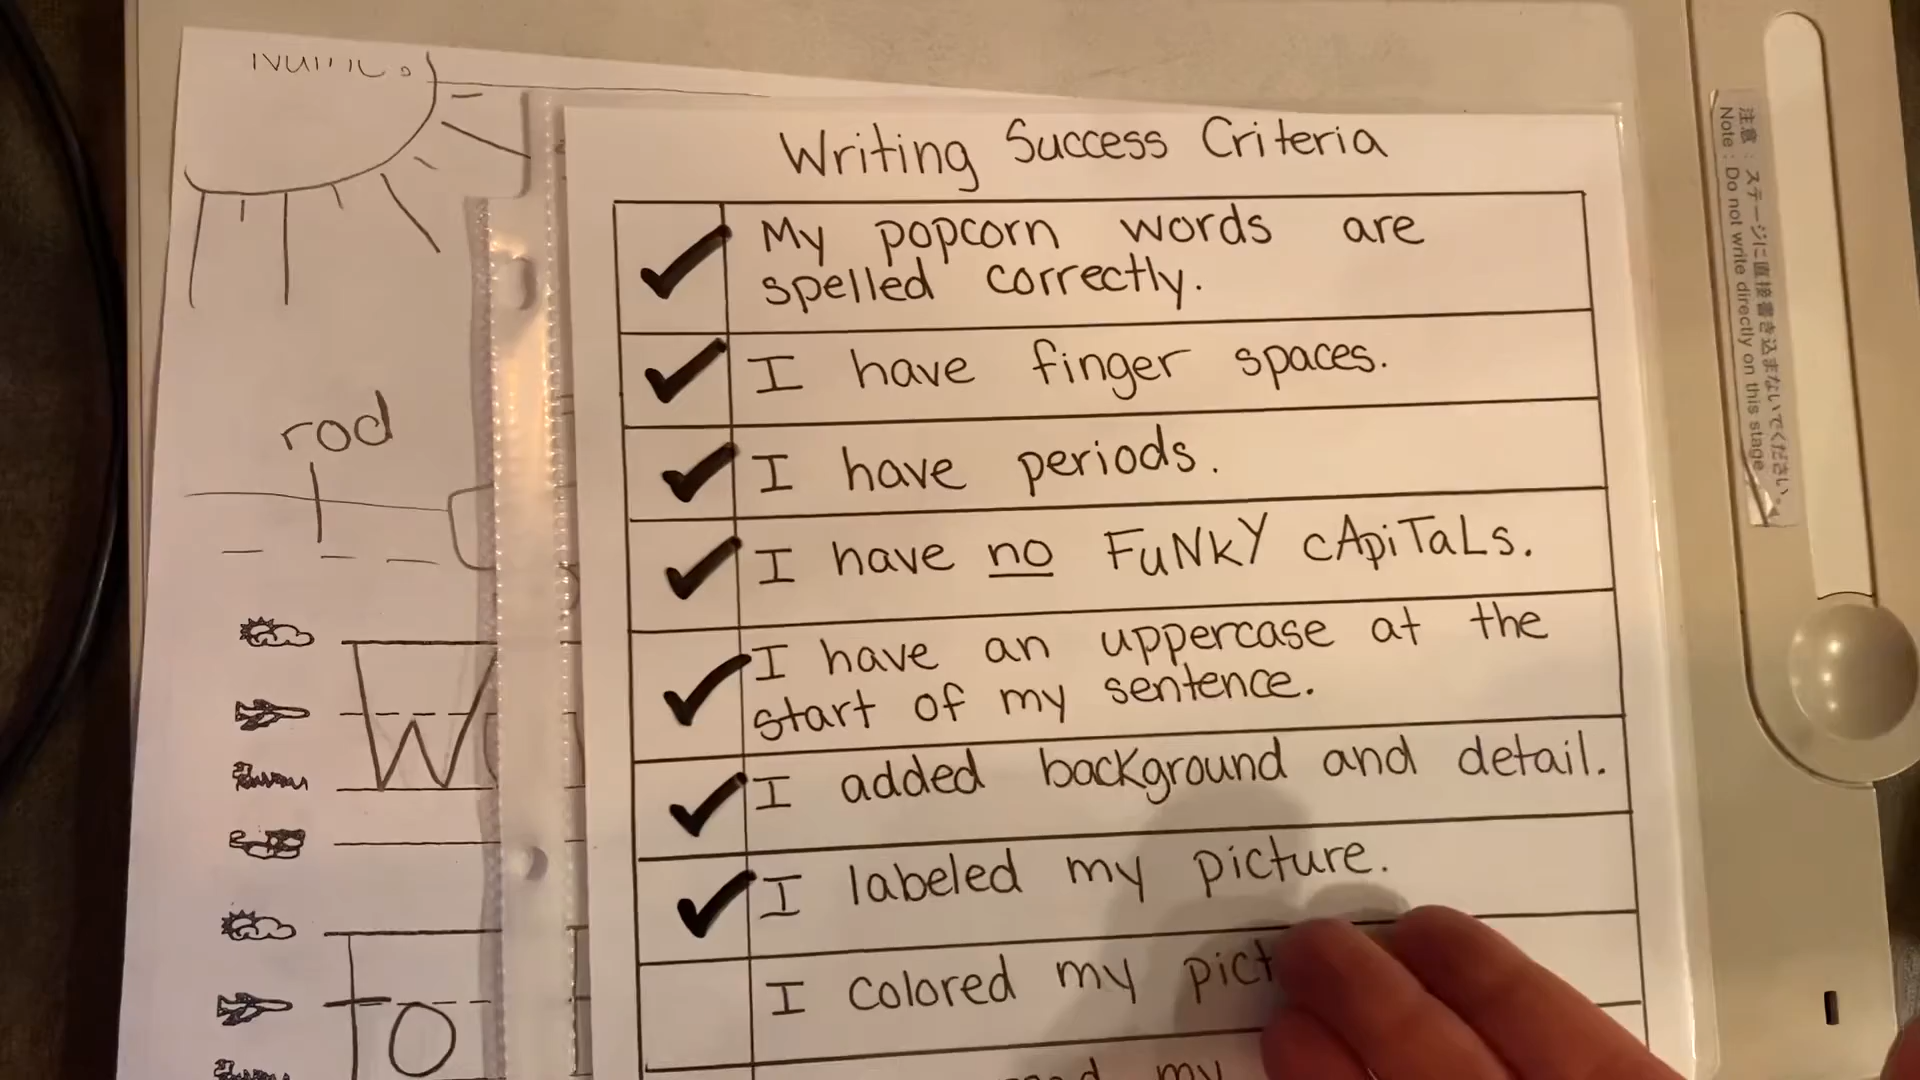 Writing Success Criteria
My popcorn words are
spelled correctly.
I have finger spaces.
I have periods.
I have no FuNkY cApiTaLs.
I have an uppercase at the
start of my sentence.
I added background and detail.
I labeled my picture.
I colored my
my
rod
W
注意：ステージに直接書き込まないでください。
Note : Do not write directly on this stage